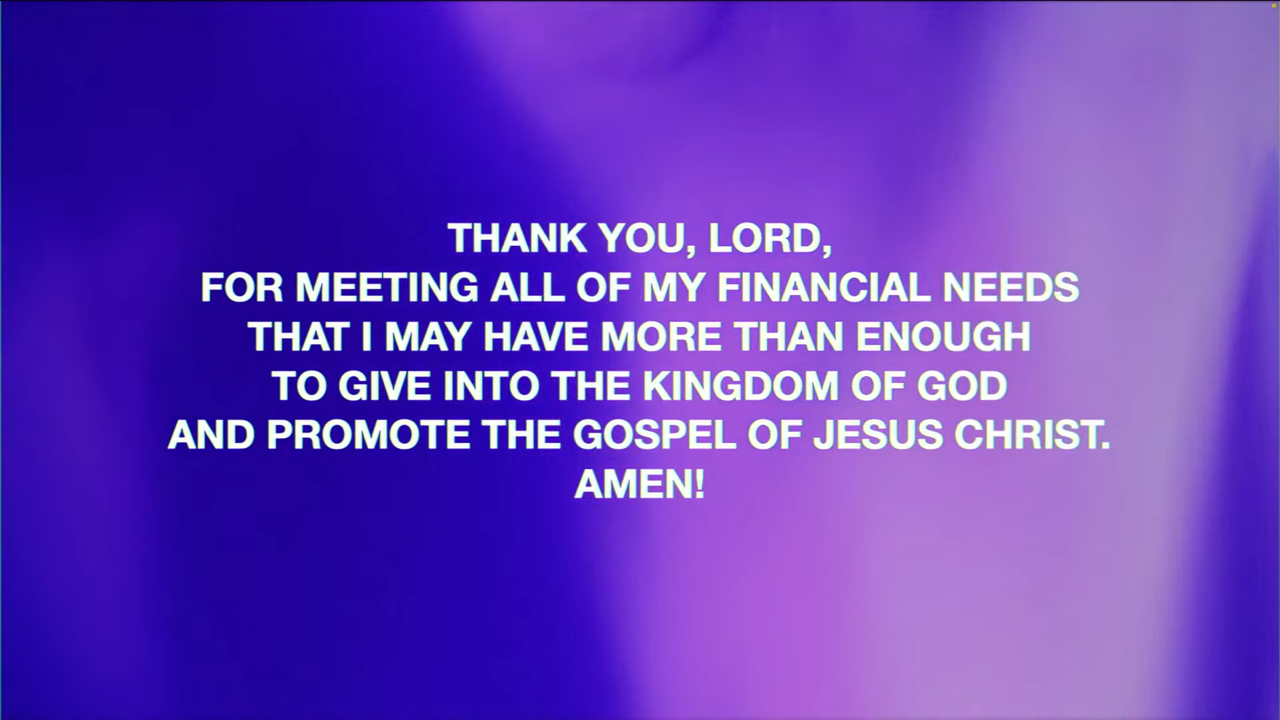 THANK YOU, LORD,
FOR MEETING ALL OF MY FINANCIAL NEEDS
THAT I MAY HAVE MORE THAN ENOUGH
TO GIVE INTO THE KINGDOM OF GOD
AND PROMOTE THE GOSPEL OF JESUS CHRIST.
AMEN!